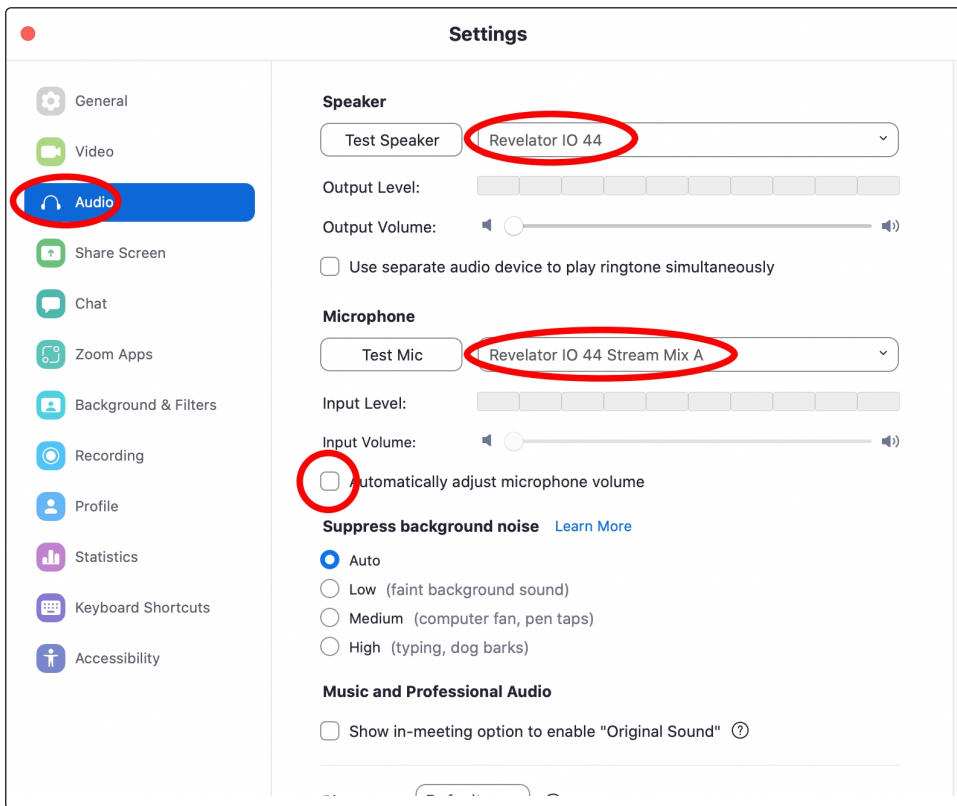 Settings
General
Video
Audio
Share Screen
Chat
Zoom Apps
Background & Filters
Recording
Profile
Statistics
Keyboard Shortcuts
Accessibility
Speaker
Test Speaker Revelator IO 44
Output Level:
Output Volume:
Use separate audio device to play ringtone simultaneously
Microphone
Test Mic Revelator IO 44 Stream Mix A
Input Level:
Input Volume:
Automatically adjust microphone volume
Suppress background noise Learn More
Auto
Low (faint background sound)
Medium (computer fan, pen taps)
High (typing, dog barks)
Music and Professional Audio
Show in-meeting option to enable "Original Sound" ?